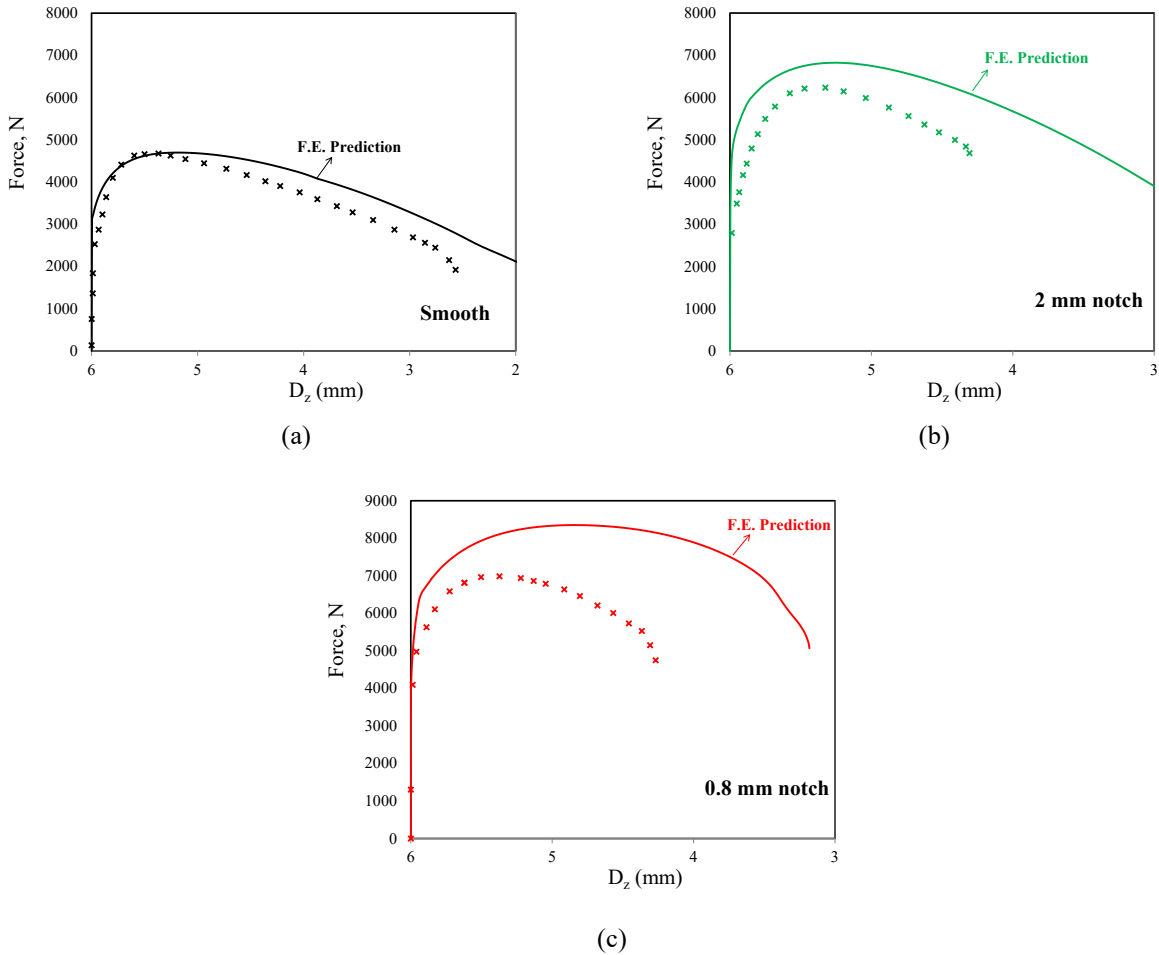 8000
7000
6000
5000
4000
3000
2000
1000
0
Force, N
F.E. Prediction
Smooth
6 5 4 3 2
D_z (mm)
(a)
8000
7000
6000
5000
4000
3000
2000
1000
0
Force, N
F.E. Prediction
2 mm notch
6 5 4 3
D_z (mm)
(b)
9000
8000
7000
6000
5000
4000
3000
2000
1000
0
Force, N
F.E. Prediction
0.8 mm notch
6 5 4 3
D_z (mm)
(c)